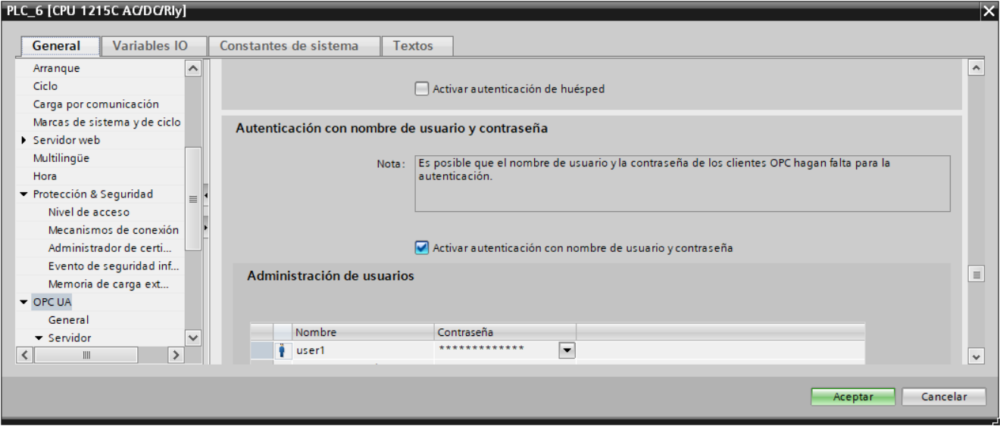 PLC_6 [CPU 1215C AC/DC/Rly]
General
Variables IO
Constantes de sistema
Textos
Arranque
Ciclo
Carga por comunicación
Marcas de sistema y de ciclo
Servidor web
Multilingüe
Hora
Protección & Seguridad
Nivel de acceso
Mecanismos de conexión
Administrador de certi...
Evento de seguridad inf...
Memoria de carga ext...
OPC UA
General
Servidor
Activar autenticación de huésped
Autenticación con nombre de usuario y contraseña
Nota:
Es posible que el nombre de usuario y la contraseña de los clientes OPC hagan falta para la
autenticación.
Activar autenticación con nombre de usuario y contraseña
Administración de usuarios
Nombre
Contraseña
user1
*************
Aceptar
Cancelar